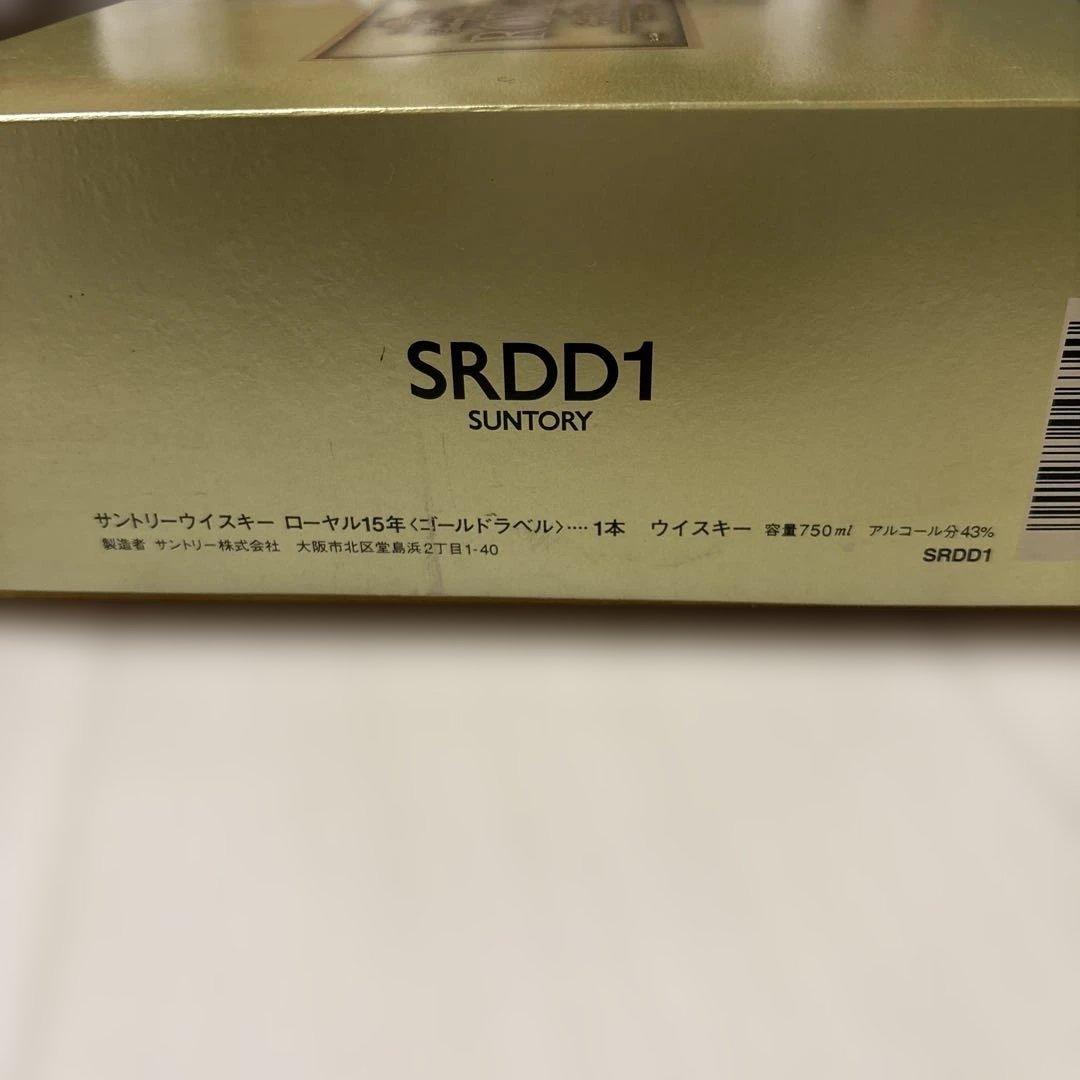 SRDD1
SUNTORY
サントリーウイスキー ローヤル15年〈ゴールドラベル〉‥‥1本 ウイスキー 容量750ml アルコール分43%
製造者 サントリー株式会社 大阪市北区堂島浜2丁目1-40
SRDD1